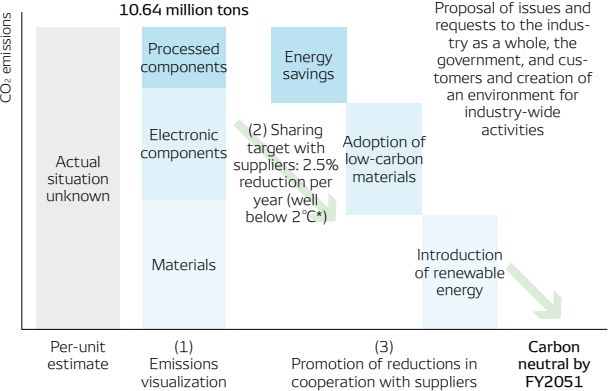 10.64 million tons
CO₂ emissions
Actual
situation
unknown
Processed
components
Electronic
components
Materials
(2) Sharing
target with
suppliers: 2.5%
reduction per
year (well
below 2°C*)
Energy
savings
Adoption of
low-carbon
materials
Introduction
of renewable
energy
Proposal of issues and
requests to the indus-
try as a whole, the
government, and cus-
tomers and creation of
an environment for
industry-wide
activities
Per-unit
estimate
(1)
Emissions
visualization
(3)
Promotion of reductions in
cooperation with suppliers
Carbon
neutral by
FY2051